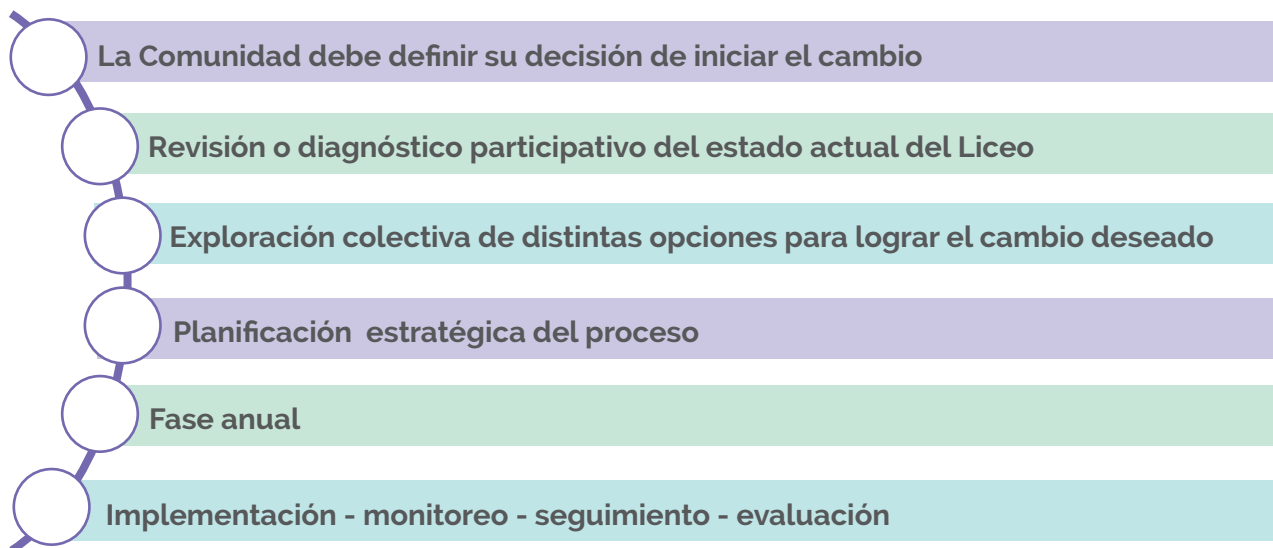 La Comunidad debe definir su decisión de iniciar el cambio
Revisión o diagnóstico participativo del estado actual del Liceo
Exploración colectiva de distintas opciones para lograr el cambio deseado
Planificación estratégica del proceso
Fase anual
Implementación - monitoreo - seguimiento - evaluación